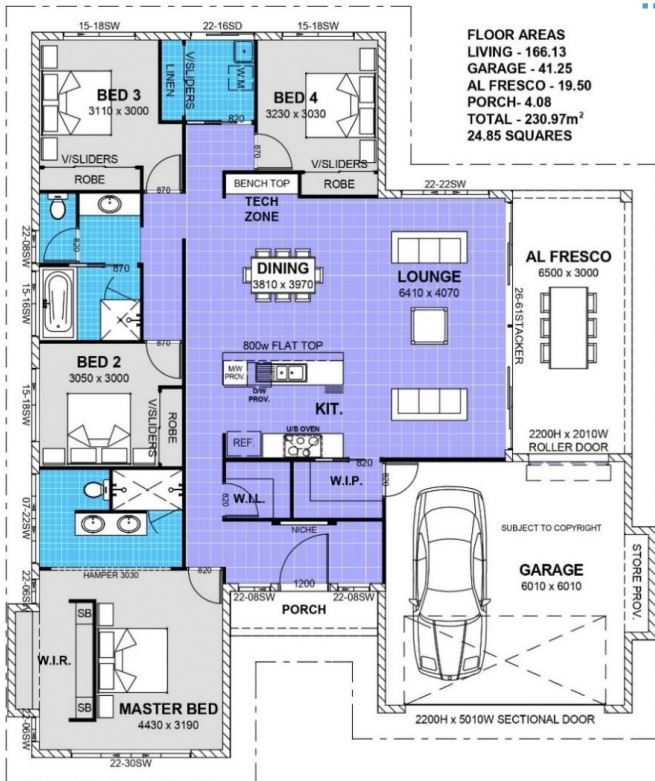 FLOOR AREAS
LIVING - 166.13
GARAGE - 41.25
AL FRESCO - 19.50
PORCH- 4.08
TOTAL - 230.97m²
24.85 SQUARES
15-18SW
22-16SD
15-18SW
BED 3
3110 x 3000
LINEN
V/SLIDERS
W.M.
BED 4
3230 x 3030
820
870
V/SLIDERS
ROBE
870
V/SLIDERS
ROBE
BENCH TOP
TECH
ZONE
22-22SW
22-08SW
820
870
15-16SW
DINING
3810 x 3970
LOUNGE
6410 x 4070
AL FRESCO
6500 x 3000
26-61STACKER
870
BED 2
3050 x 3000
V/SLIDERS
ROBE
15-18SW
800w FLAT TOP
M/W
PROV.
D/W
PROV.
KIT.
U/B OVEN
REF.
2200H x 2010W
ROLLER DOOR
820
W.I.P.
820
W.I.L.
820
NICHE
07-22SW
HAMPER 3030
820
1200
22-08SW
22-08SW
PORCH
SUBJECT TO COPYRIGHT
GARAGE
6010 x 6010
STORE PROV.
22-06SW
SB
W.I.R.
SB
MASTER BED
4430 x 3190
22-06SW
22-30SW
2200H x 5010W SECTIONAL DOOR